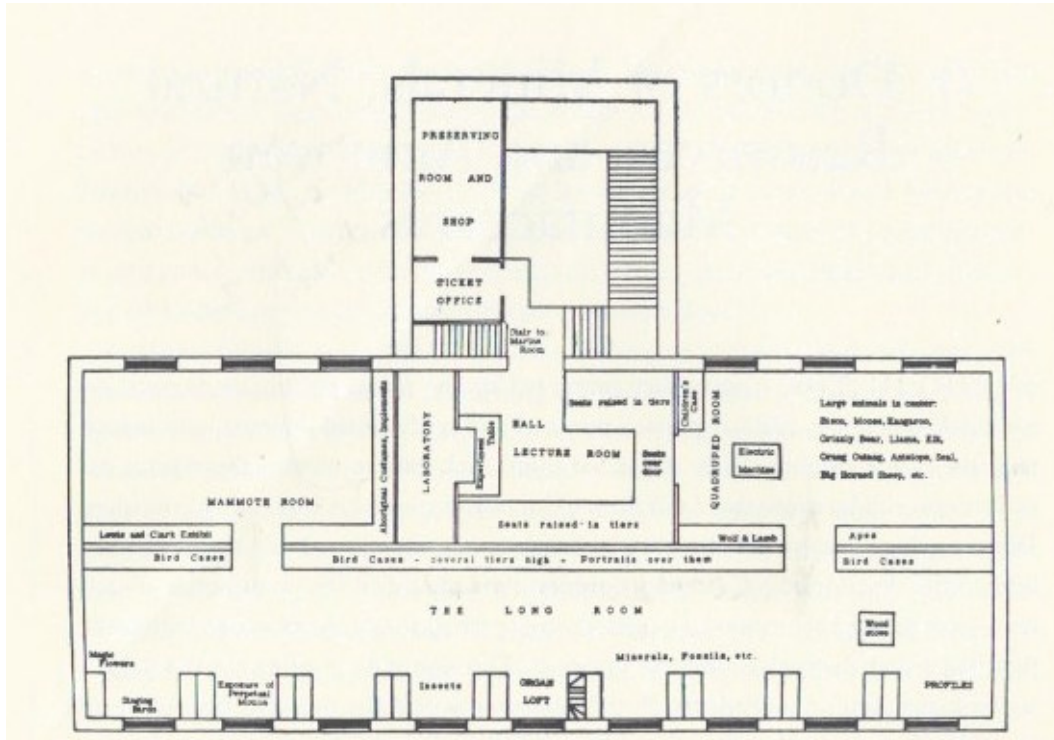 PRESERVING
ROOM AND
SHOP
TICKET
OFFICE
Stair to
Marine
Room
Aboriginal Costumes, Implements
LABORATORY
Experiment
Table
HALL
LECTURE ROOM
Seats raised in tiers
Seats
over
door
Seats raised in tiers
Children's
Case
QUADRUPED ROOM
Electric
Machine
Large animals in center:
Bison, Moose, Kangaroo,
Grizzly Bear, Llama, Elk,
Orang Outang, Antelope, Seal,
Big Horned Sheep, etc.
MAMMOTH ROOM
Lewis and Clark Exhibit
Wolf & Lamb
Apes
Bird Cases
Bird Cases - several tiers high - Portraits over them
Bird Cases
THE LONG ROOM
Wood
stove
Minerals, Fossils, etc.
Magic
Flowers
Singing
Birds
Exposure of
Perpetual
Motion
Insects
ORGAN
LOFT
PROFILES